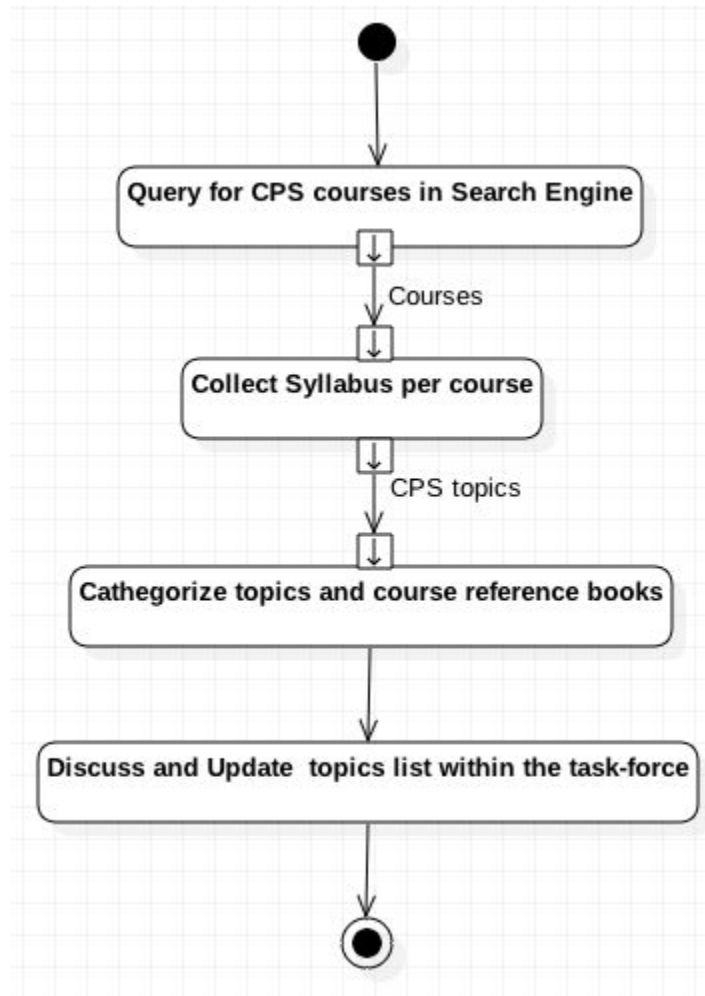 Query for CPS courses in Search Engine
Courses
Collect Syllabus per course
CPS topics
Cathegorize topics and course reference books
Discuss and Update  topics list within the task-force